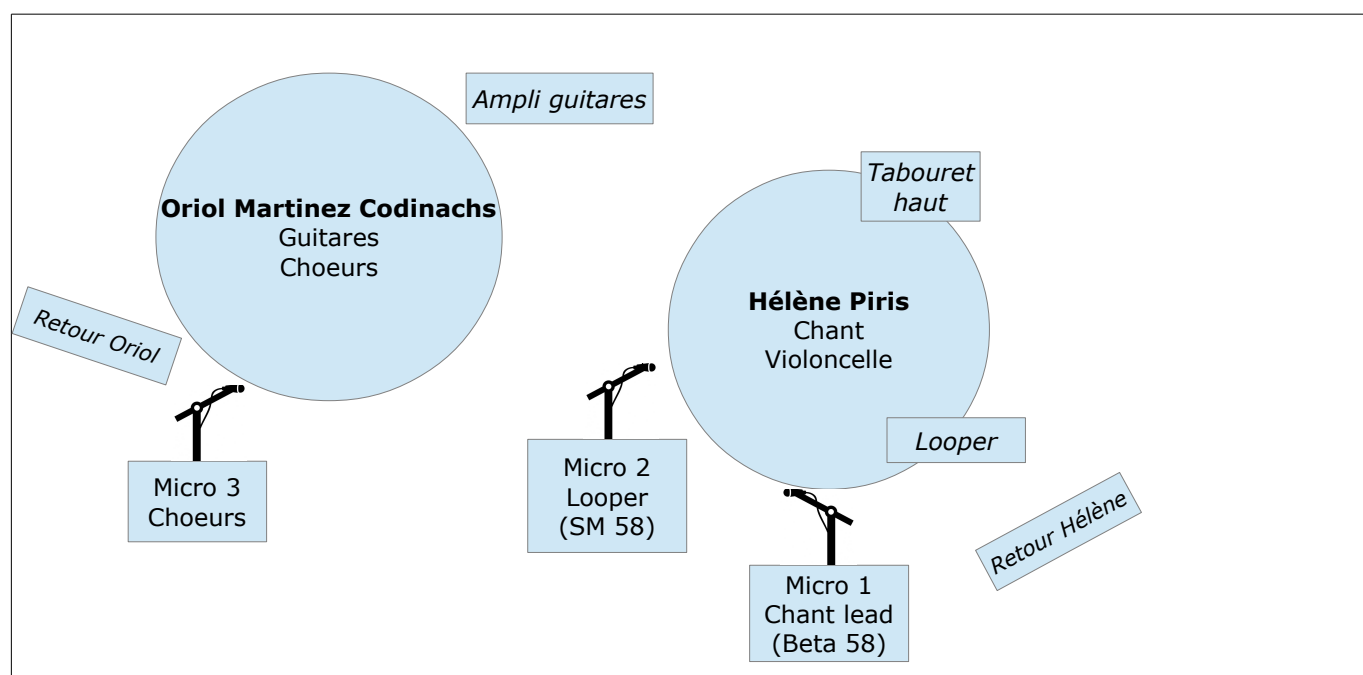 Ampli guitares
Oriol Martinez Codinachs
Guitares
Choeurs
Tabouret
haut
Hélène Piris
Chant
Violoncelle
Retour Oriol
Looper
Micro 3
Choeurs
Micro 2
Looper
(SM 58)
Retour Hélène
Micro 1
Chant lead
(Beta 58)